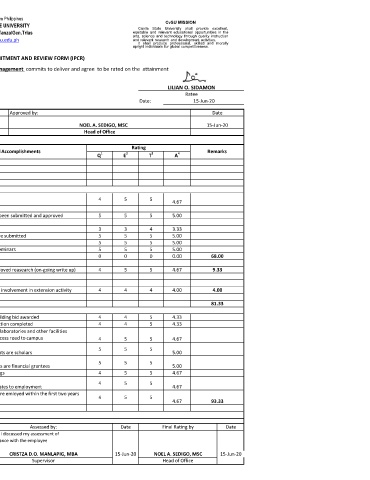 e Philippines
CvSU MISSION
E UNIVERSITY
Cavite State University shall provide excellent,
equitable and relevant educational opportunities in the
arts, science and technology through quality instruction
and relevant research and development activities.
It shall produce professional, skilled and morally
upright individuals for global competitiveness.
u.edu.ph
ITMENT AND REVIEW FORM (IPCR)
nagement commits to deliver and agree to be rated on the attainment
LILIAN O. SIDAMON
Ratee
Date: 15-Jun-20
Approved by: Date
NOEL A. SEDIGO, MSC 15-Jun-20
Head of Office
Accomplishments Rating Remarks
Q1 E2 T3 A4
4 5 5 4.67
been submitted and approved 5 5 5 5.00
3 3 4 3.33
e submitted 5 5 5 5.00
5 5 5 5.00
eminars 5 5 5 5.00
0 0 0 0.00 68.00
oved reasearch (on-going write up) 4 5 5 4.67 9.33
involvement in extension activity 4 4 4 4.00 4.00
81.33
lding bid awarded 4 4 5 4.33
ction completed 4 4 5 4.33
laboratories and other facilities
cess road to campus 4 5 5 4.67
nts are scholars 5 5 5 5.00
s are financial grantees 5 5 5 5.00
gs 4 5 5 4.67
ates to employment 4 5 5 4.67
re emloyed within the first two years 4 5 5 4.67 93.33
Assessed by: Date Final Rating by Date
I discussed my assessment of
ance with the employee
CRISTZA D.O. MANLAPIG, MBA 15-Jun-20 NOEL A. SEDIGO, MSC 15-Jun-20
Supervisor Head of Office